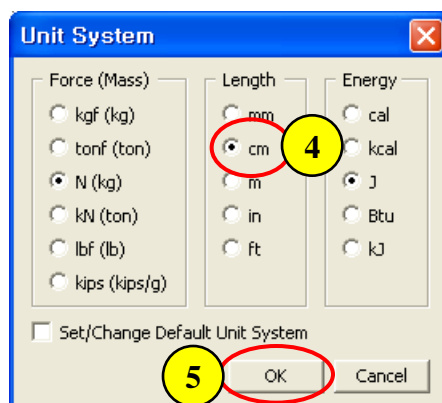 Unit System
Force (Mass)
kgf (kg)
tonf (ton)
N (kg)
kN (ton)
lbf (lb)
kips (kips/g)
Length
mm
cm
m
in
ft
4
Energy
cal
kcal
J
Btu
kJ
Set/Change Default Unit System
5
OK
Cancel